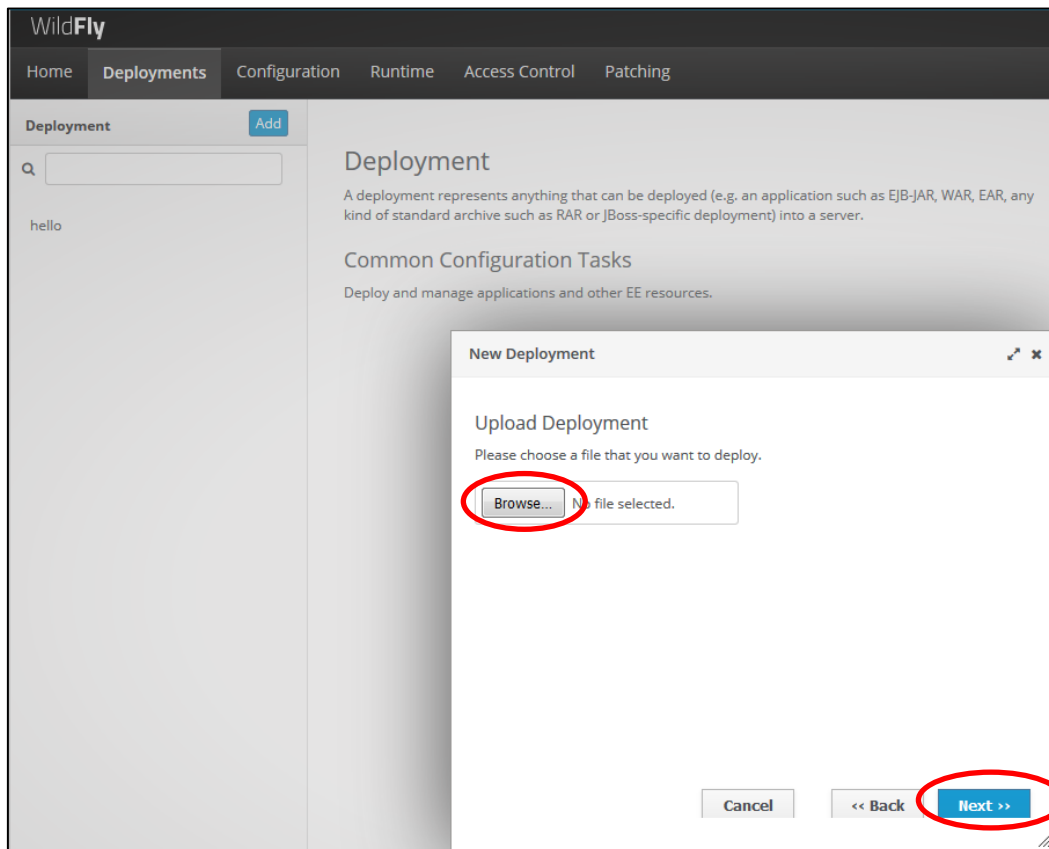 WildFly
Home Deployments Configuration Runtime Access Control Patching
Deployment Add
hello
Deployment
A deployment represents anything that can be deployed (e.g. an application such as EJB-JAR, WAR, EAR, any
kind of standard archive such as RAR or JBoss-specific deployment) into a server.
Common Configuration Tasks
Deploy and manage applications and other EE resources.
New Deployment
Upload Deployment
Please choose a file that you want to deploy.
Browse... No file selected.
Cancel ‹‹ Back Next ››